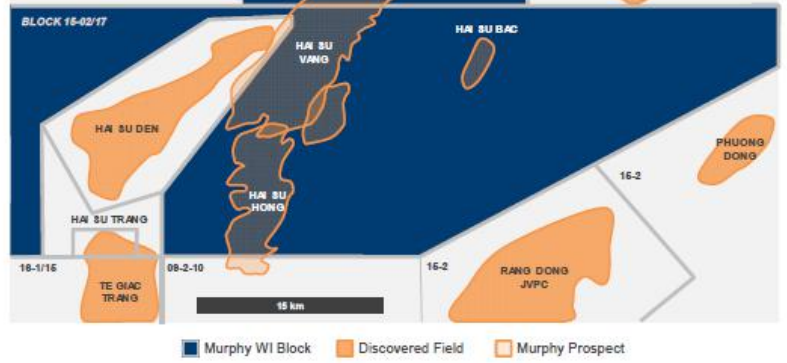 BLOCK 15-02/17
HAI SU
VANG
HAI SU BAC
HAI SU DEN
PHUONG
DONG
15-2
HAI SU
HONG
HAI SU TRANG
16-1/15
09-2-10
15-2
RANG DONG
JVPC
TE GIAC
TRANG
15 km
Murphy WI Block
Discovered Field
Murphy Prospect